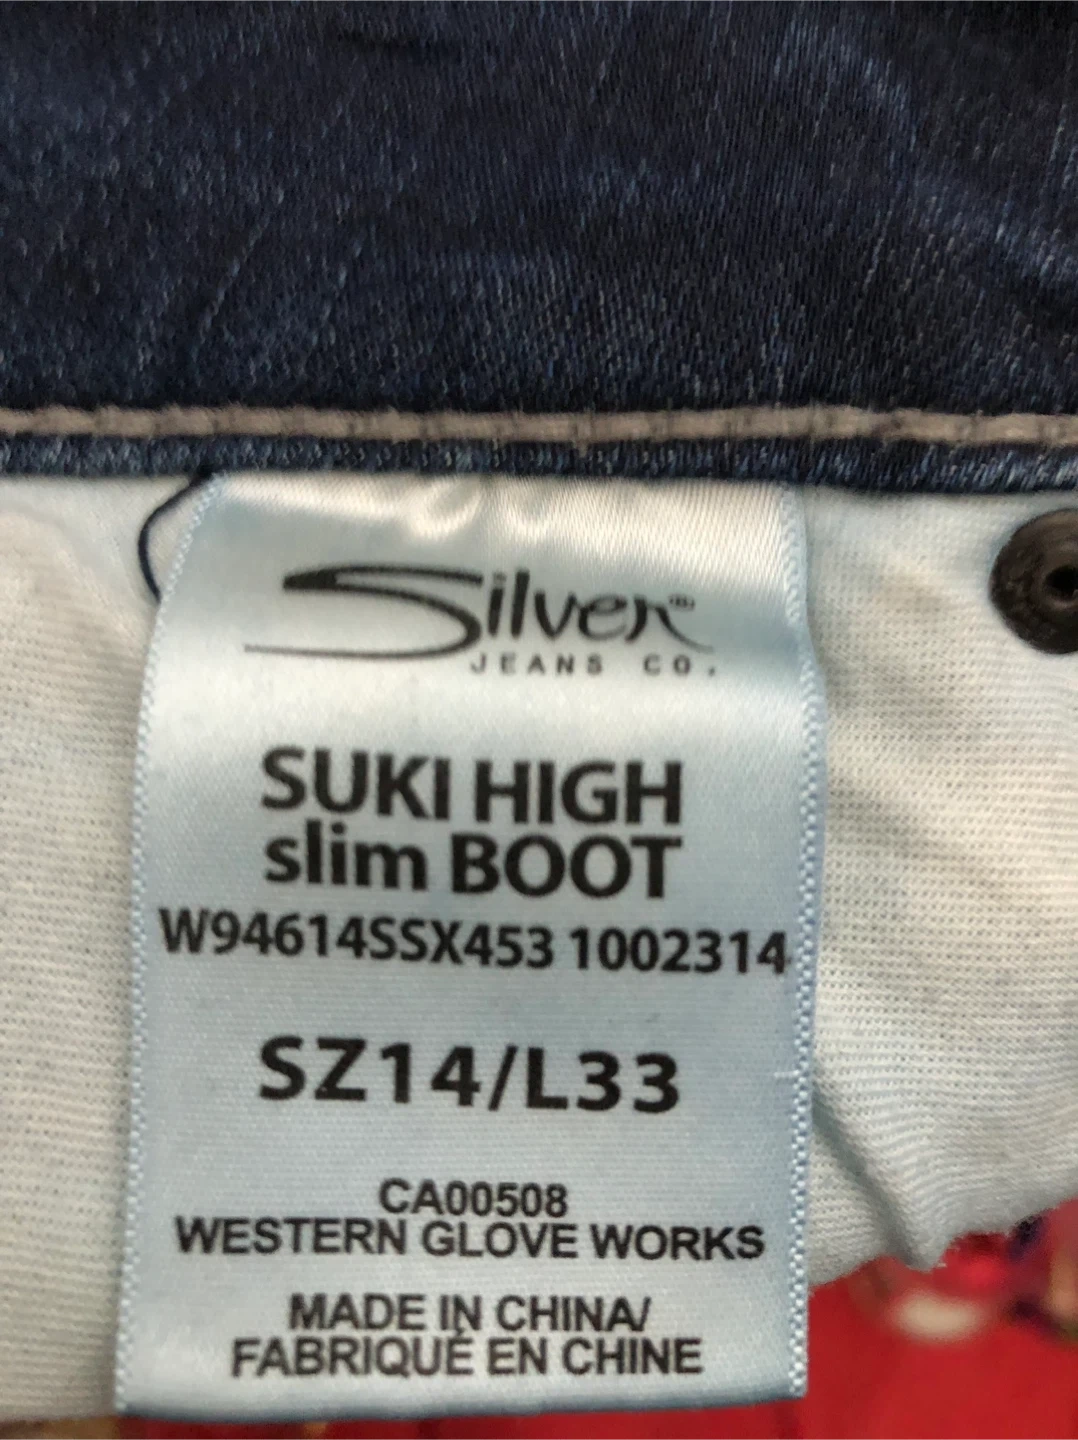 Silver®
JEANS CO.
SUKI HIGH
slim BOOT
W94614SSX453 1002314
SZ14/L33
CA00508
WESTERN GLOVE WORKS
MADE IN CHINA/
FABRIQUÉ EN CHINE